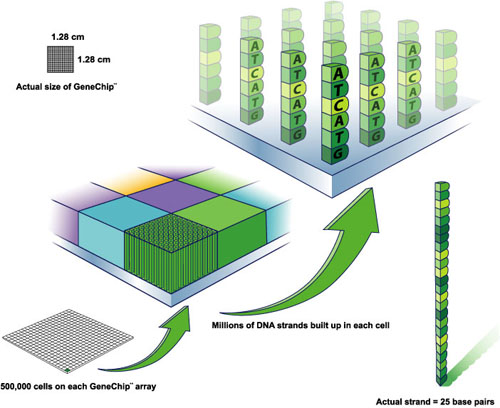 1.28 cm
1.28 cm
Actual size of GeneChip™
A T C A T G
A T C A T G
A T C A T G
A T C A T G
A T C A T G
A T C A T G
A T C A T G
Millions of DNA strands built up in each cell
500,000 cells on each GeneChip™ array
Actual strand = 25 base pairs